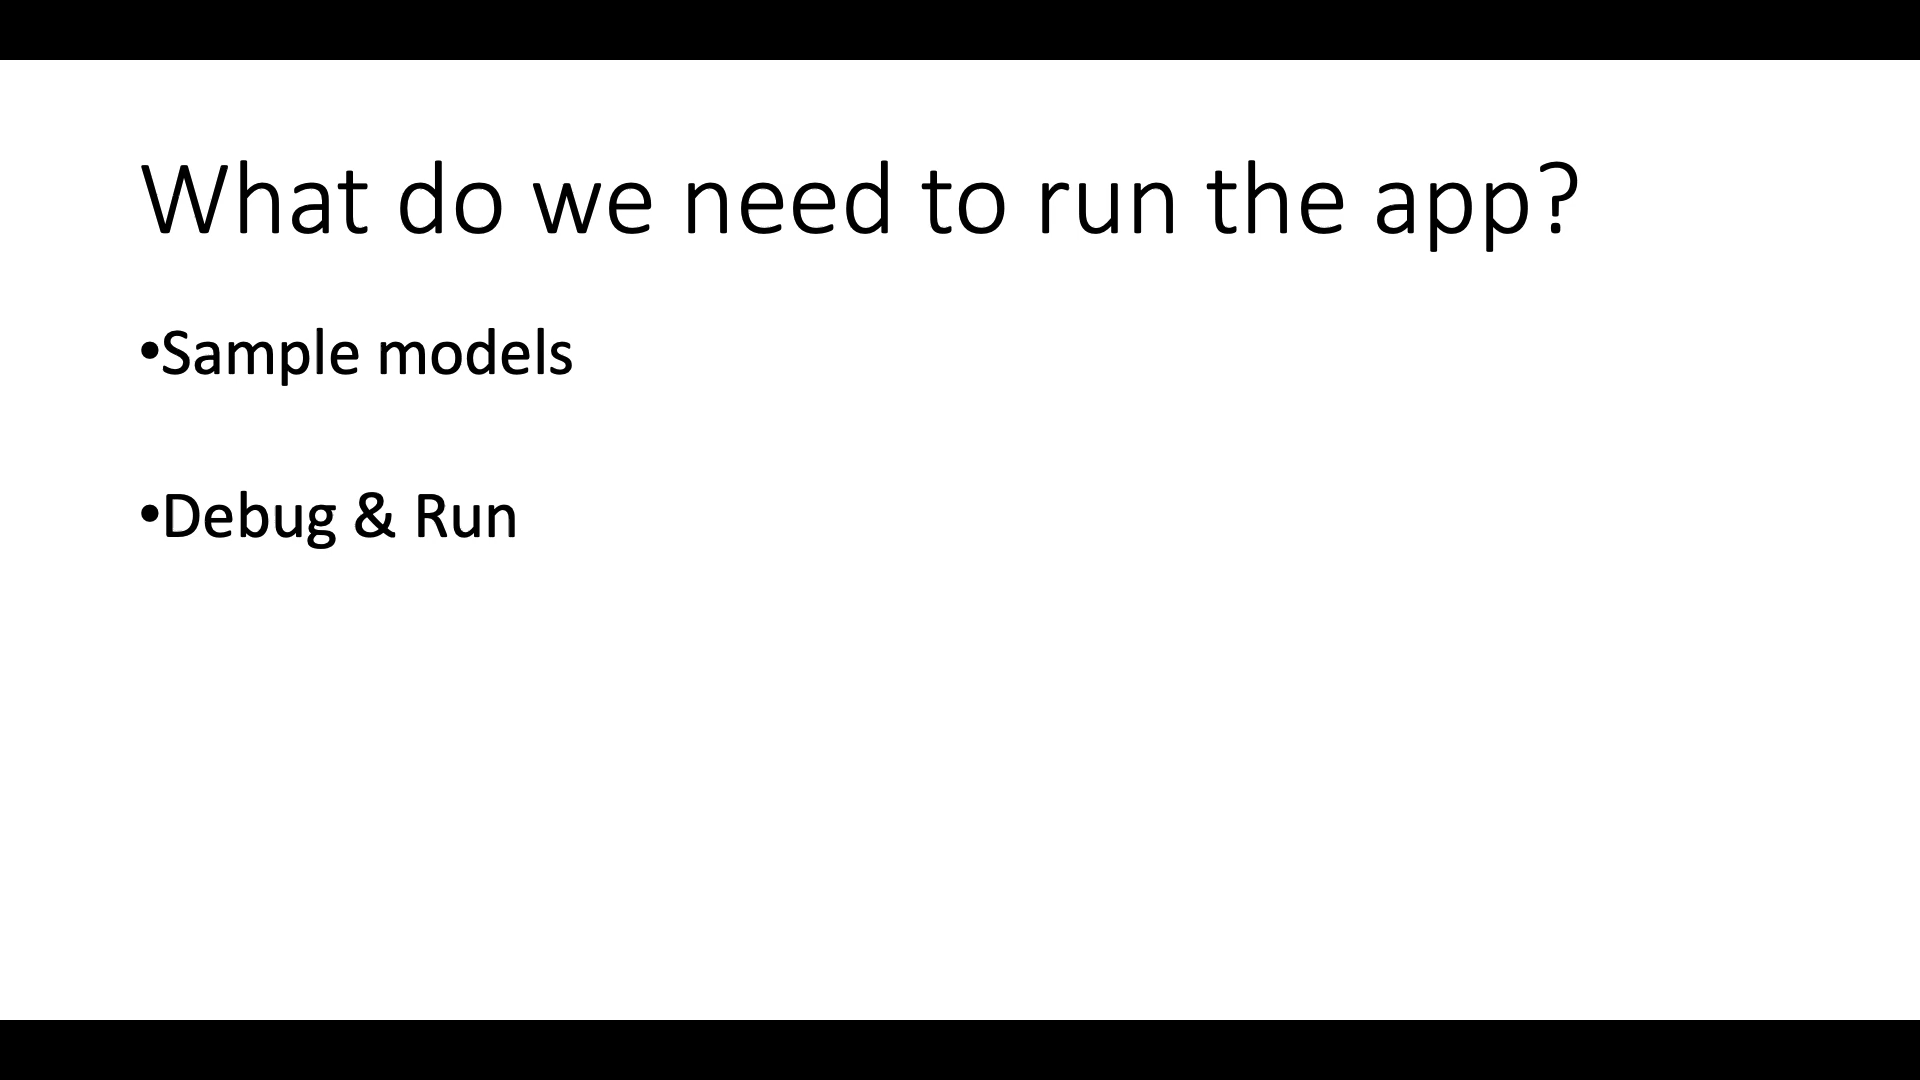 What do we need to run the app?
•Sample models
•Debug & Run